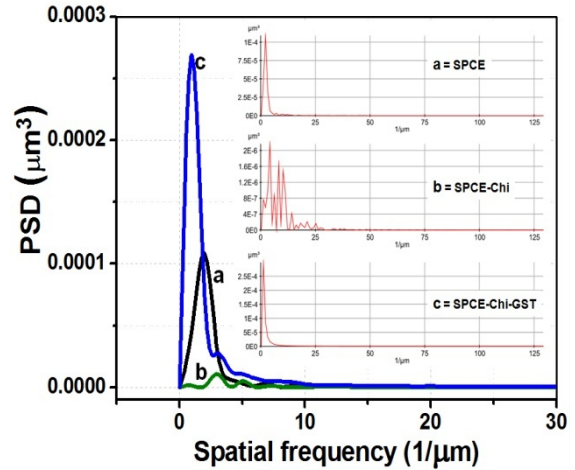 0.0003
0.0002
0.0001
0.0000
PSD (µm³)
0
10
20
30
Spatial frequency (1/µm)
c
a
b
µm³
1E-4
7.5E-5
5E-5
2.5E-5
0E0
0
25
50
75
100
125
1/µm
a = SPCE
µm³
2E-6
1.6E-6
1.2E-6
8E-7
4E-7
0E0
0
25
50
75
100
125
1/µm
b = SPCE-Chi
µm³
2.5E-4
2E-4
1.5E-4
1E-4
5E-5
0E0
0
25
50
75
100
125
1/µm
c = SPCE-Chi-GST